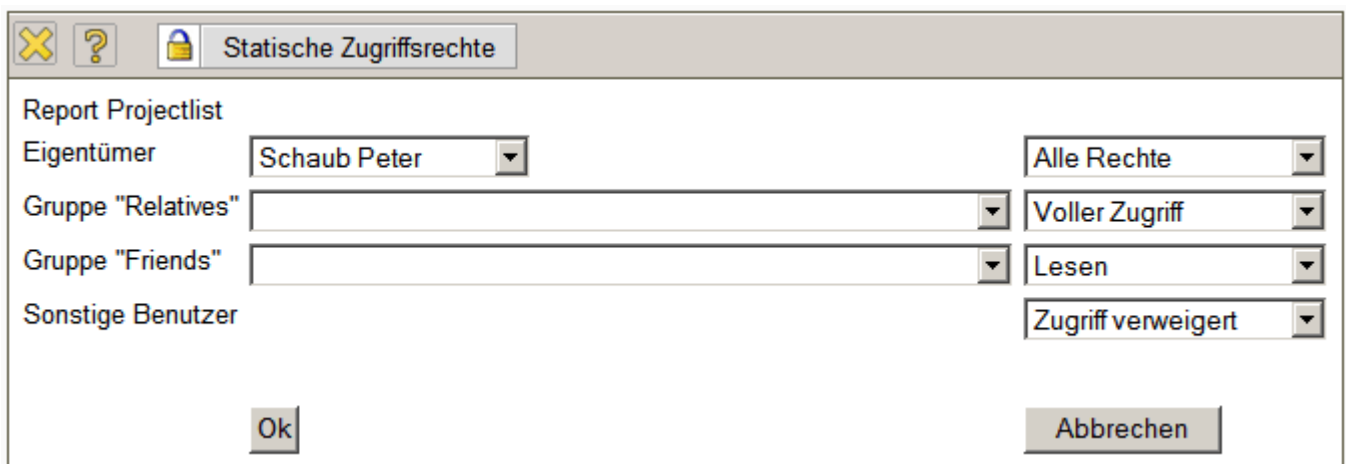 Statische Zugriffsrechte
Report Projectlist
Eigentümer Schaub Peter Alle Rechte
Gruppe "Relatives" Voller Zugriff
Gruppe "Friends" Lesen
Sonstige Benutzer Zugriff verweigert
Ok Abbrechen